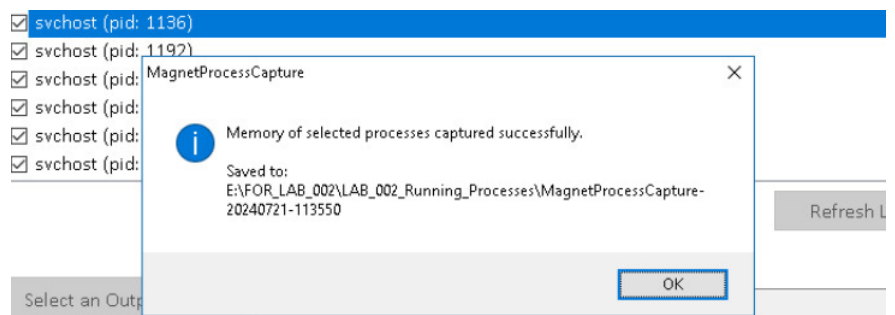 svchost (pid: 1136)
svchost (pid: 1192)
svchost (pid:
MagnetProcessCapture
svchost (pid:
svchost (pid:
svchost (pid:
Memory of selected processes captured successfully.
Saved to:
E:\FOR_LAB_002\LAB_002_Running_Processes\MagnetProcessCapture-
20240721-113550
Refresh L
OK
Select an Outp